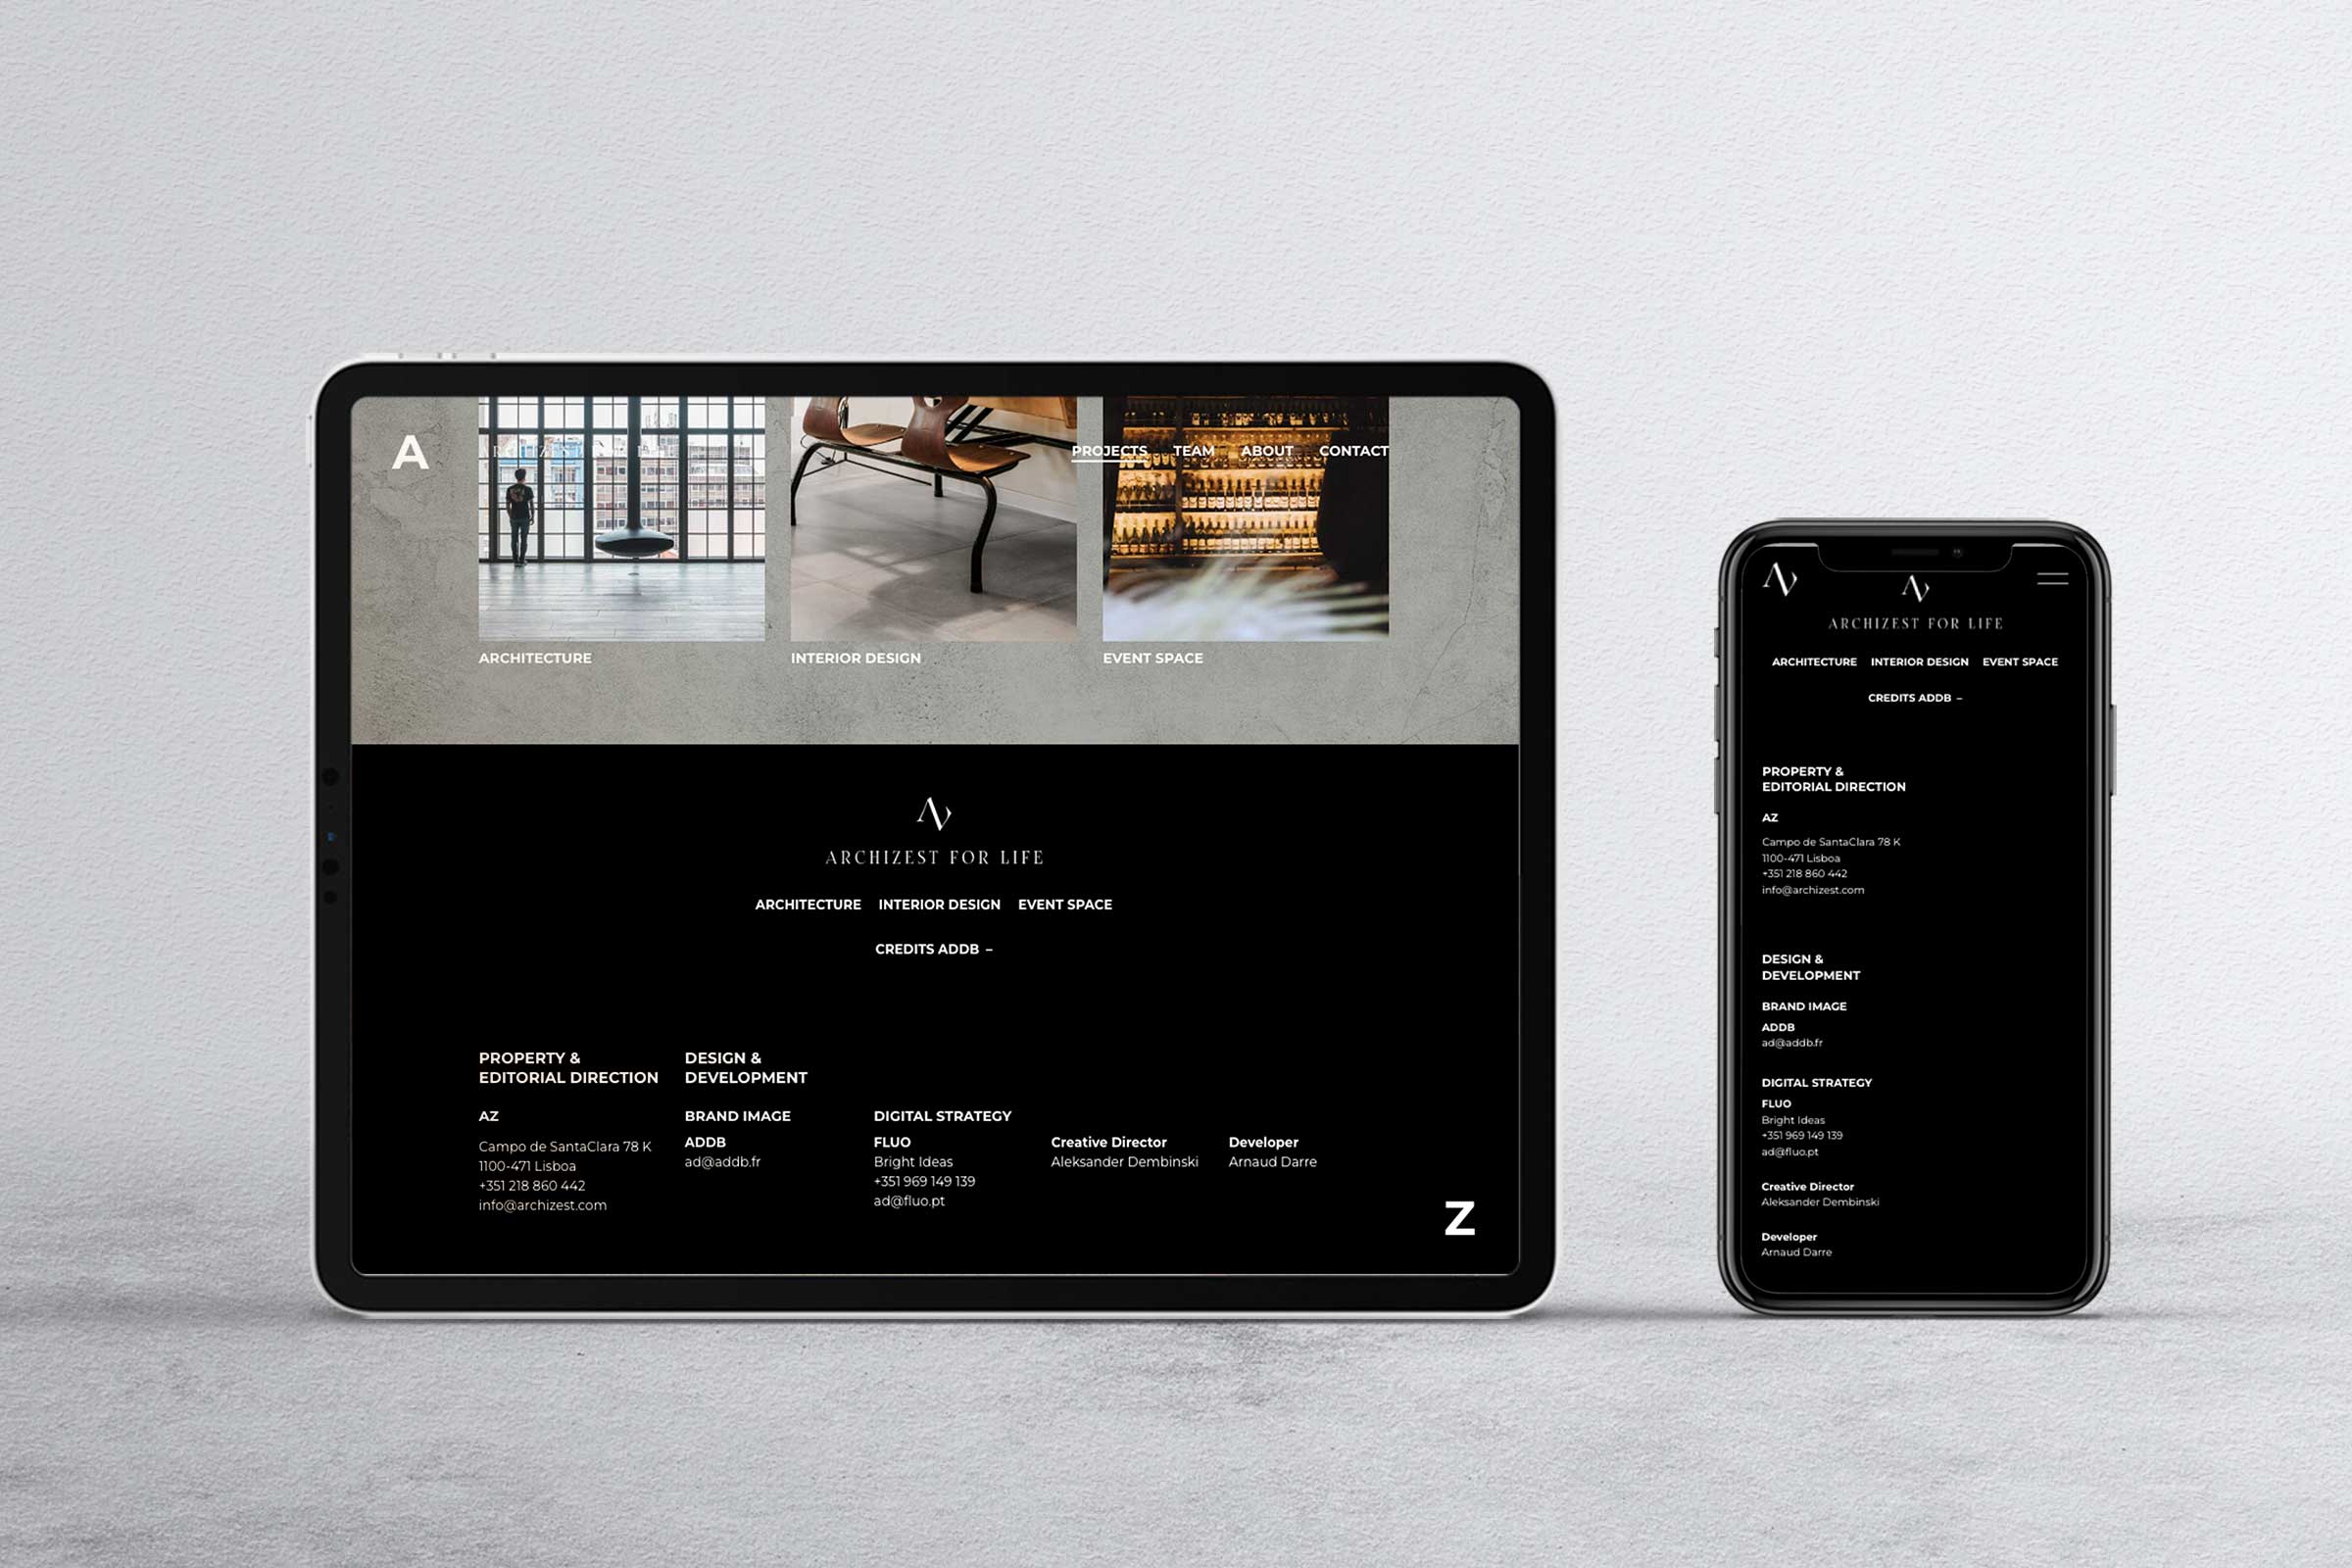 A
PROJECTS TEAM ABOUT CONTACT
ARCHITECTURE
INTERIOR DESIGN
EVENT SPACE
ARCHIZEST FOR LIFE
ARCHITECTURE INTERIOR DESIGN EVENT SPACE
CREDITS ADDB –
PROPERTY &
EDITORIAL DIRECTION
AZ
Campo de SantaClara 78 K
1100-471 Lisboa
+351 218 860 442
info@archizest.com
DESIGN &
DEVELOPMENT
BRAND IMAGE
ADDB
ad@addb.fr
DIGITAL STRATEGY
FLUO
Bright Ideas
+351 969 149 139
ad@fluo.pt
Creative Director
Aleksander Dembinski
Developer
Arnaud Darre
Z
ARCHIZEST FOR LIFE
ARCHITECTURE INTERIOR DESIGN EVENT SPACE
CREDITS ADDB –
PROPERTY &
EDITORIAL DIRECTION
AZ
Campo de SantaClara 78 K
1100-471 Lisboa
+351 218 860 442
info@archizest.com
DESIGN &
DEVELOPMENT
BRAND IMAGE
ADDB
ad@addb.fr
DIGITAL STRATEGY
FLUO
Bright Ideas
+351 969 149 139
ad@fluo.pt
Creative Director
Aleksander Dembinski
Developer
Arnaud Darre